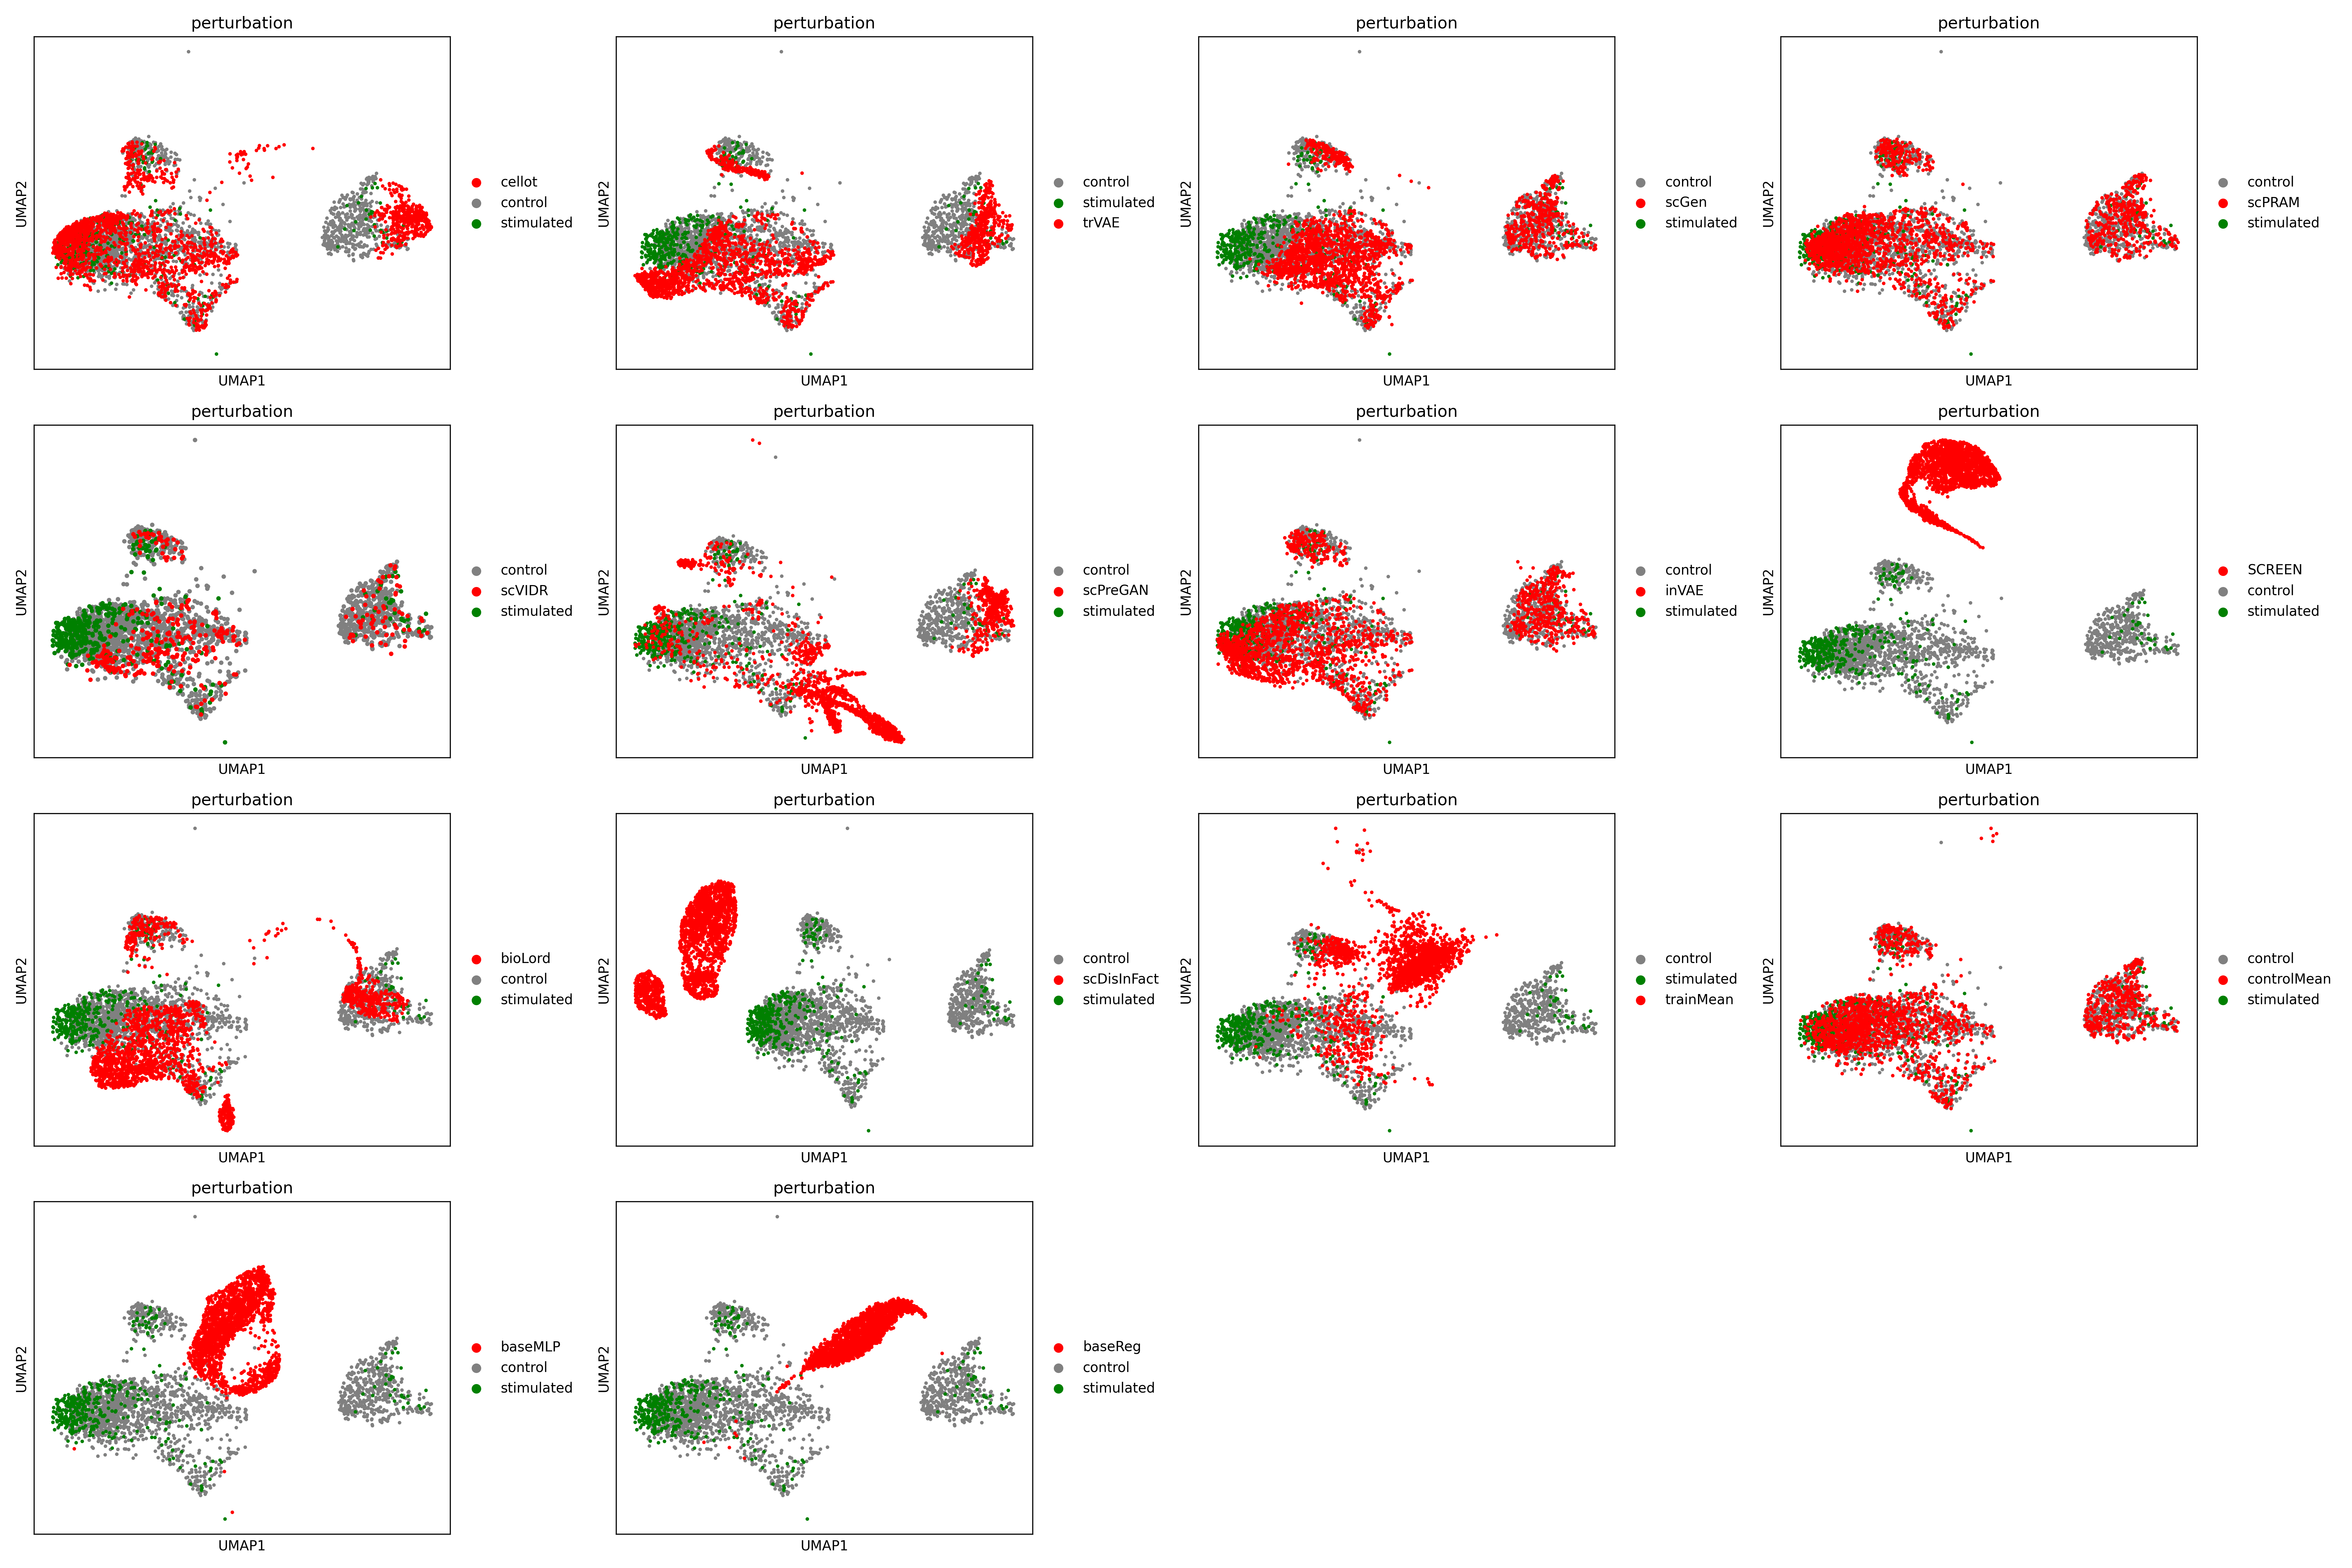 perturbation
UMAP2
UMAP1
cellot
control
stimulated
perturbation
UMAP2
UMAP1
control
stimulated
trVAE
perturbation
UMAP2
UMAP1
control
scGen
stimulated
perturbation
UMAP2
UMAP1
control
scPRAM
stimulated
perturbation
UMAP2
UMAP1
control
scVIDR
stimulated
perturbation
UMAP2
UMAP1
control
scPreGAN
stimulated
perturbation
UMAP2
UMAP1
control
inVAE
stimulated
perturbation
UMAP2
UMAP1
SCREEN
control
stimulated
perturbation
UMAP2
UMAP1
bioLord
control
stimulated
perturbation
UMAP2
UMAP1
control
scDisInFact
stimulated
perturbation
UMAP2
UMAP1
control
stimulated
trainMean
perturbation
UMAP2
UMAP1
control
controlMean
stimulated
perturbation
UMAP2
UMAP1
baseMLP
control
stimulated
perturbation
UMAP2
UMAP1
baseReg
control
stimulated